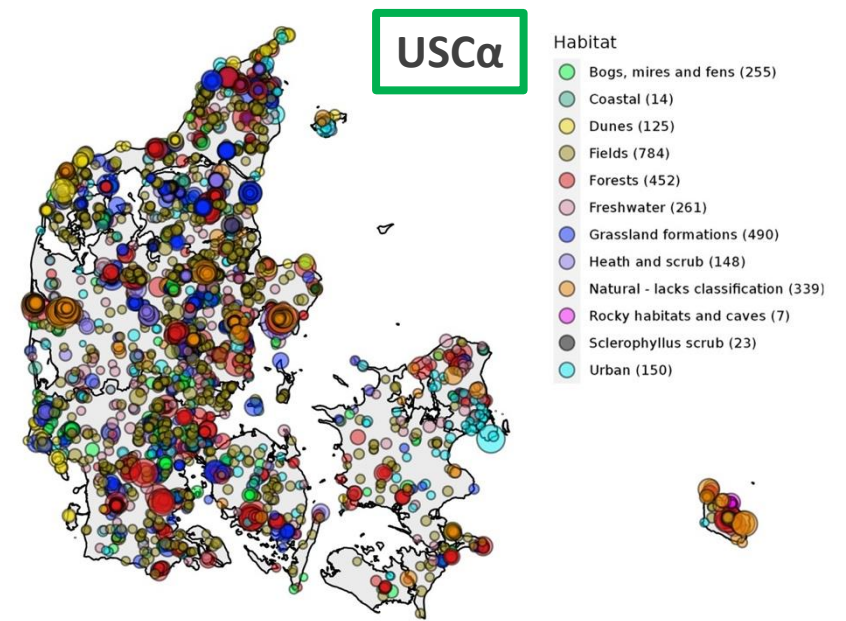 USCα
Habitat
Bogs, mires and fens (255)
Coastal (14)
Dunes (125)
Fields (784)
Forests (452)
Freshwater (261)
Grassland formations (490)
Heath and scrub (148)
Natural - lacks classification (339)
Rocky habitats and caves (7)
Sclerophyllus scrub (23)
Urban (150)